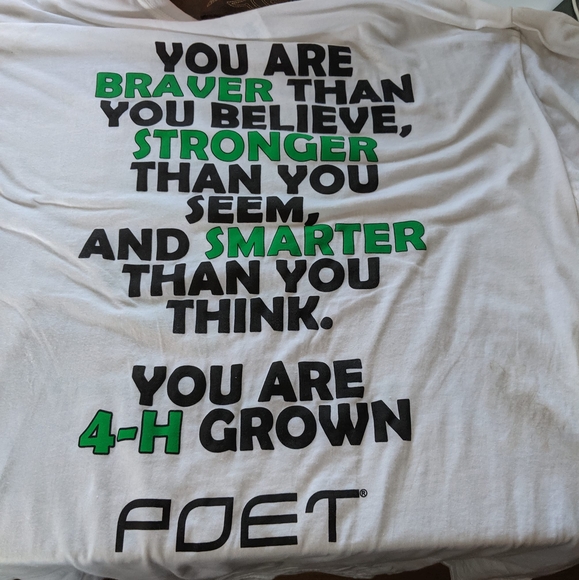 YOU ARE
BRAVER THAN
YOU BELIEVE,
STRONGER
THAN YOU
SEEM,
AND SMARTER
THAN YOU
THINK.
YOU ARE
4-H GROWN
POET®